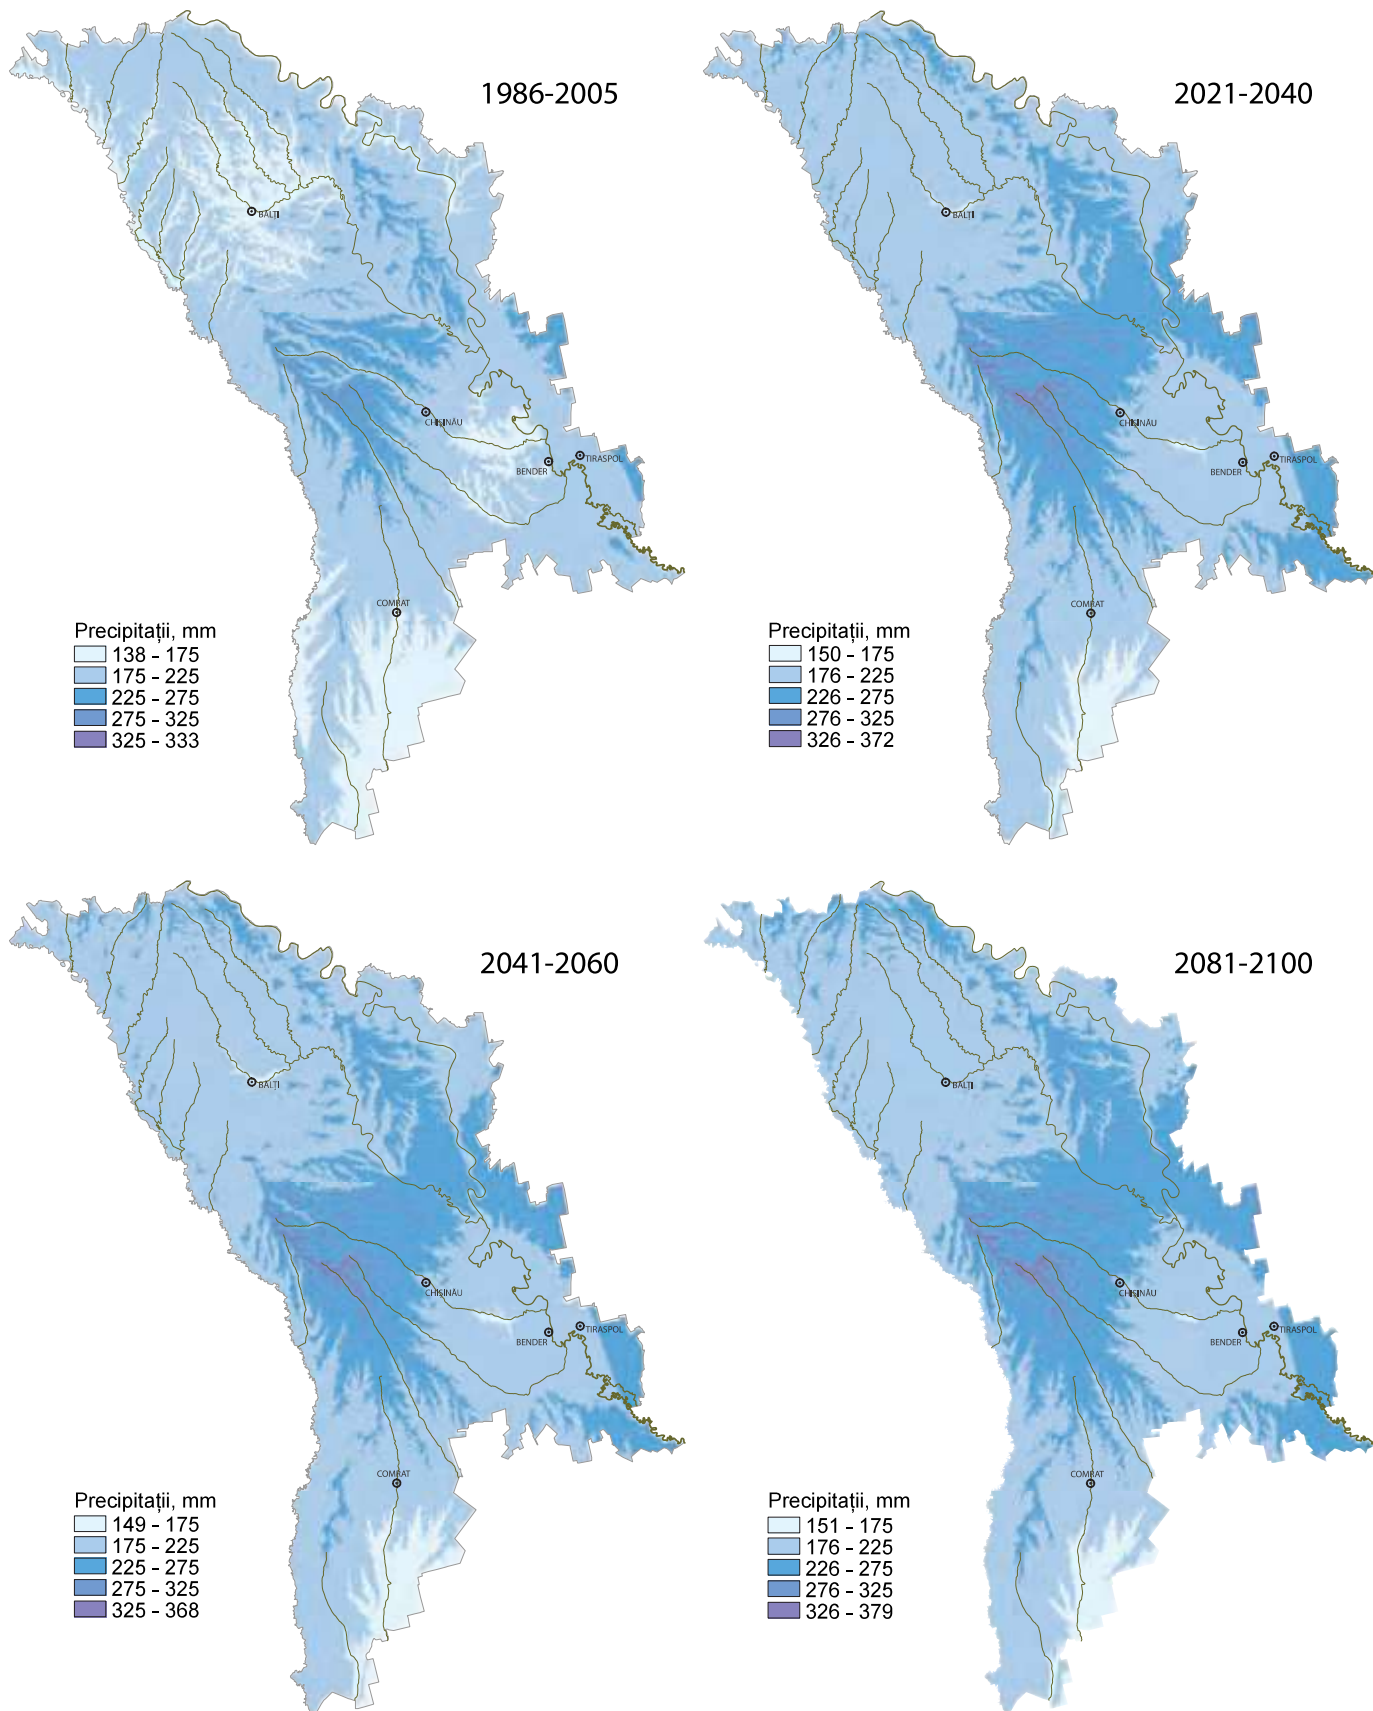 1986-2005
BĂLȚI
CHIȘINĂU
BENDER
TIRASPOL
COMRAT
Precipitații, mm
138 - 175
175 - 225
225 - 275
275 - 325
325 - 333
2021-2040
BĂLȚI
CHIȘINĂU
BENDER
TIRASPOL
COMRAT
Precipitații, mm
150 - 175
176 - 225
226 - 275
276 - 325
326 - 372
2041-2060
BĂLȚI
CHIȘINĂU
BENDER
TIRASPOL
COMRAT
Precipitații, mm
149 - 175
175 - 225
225 - 275
275 - 325
325 - 368
2081-2100
BĂLȚI
CHIȘINĂU
BENDER
TIRASPOL
COMRAT
Precipitații, mm
151 - 175
176 - 225
226 - 275
276 - 325
326 - 379